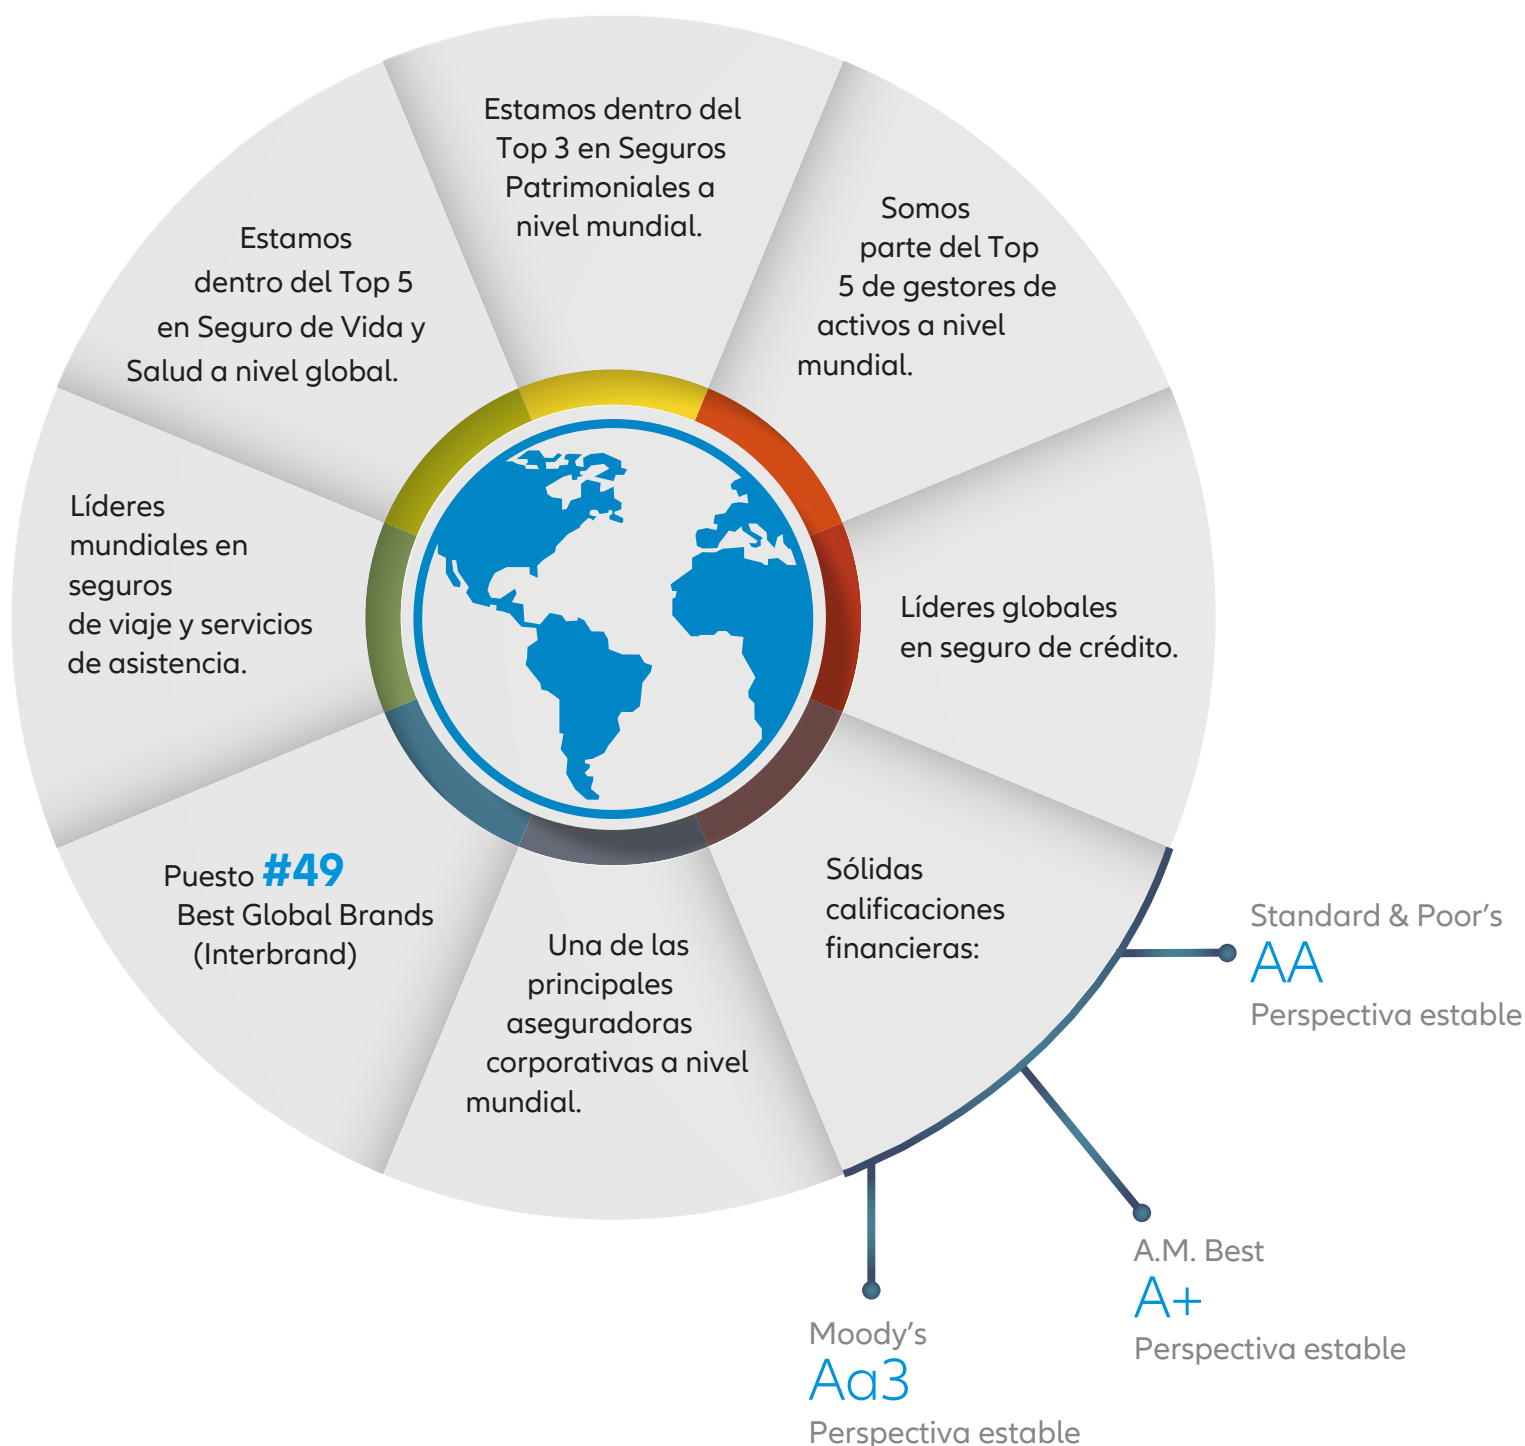 Estamos dentro del
Top 3 en Seguros
Patrimoniales a
nivel mundial.
Somos
parte del Top
5 de gestores de
activos a nivel
mundial.
Líderes globales
en seguro de crédito.
Sólidas
calificaciones
financieras:
Standard & Poor's
AA
Perspectiva estable
A.M. Best
A+
Perspectiva estable
Moody's
Aa3
Perspectiva estable
Una de las
principales
aseguradoras
corporativas a nivel
mundial.
Puesto #49
Best Global Brands
(Interbrand)
Líderes
mundiales en
seguros
de viaje y servicios
de asistencia.
Estamos
dentro del Top 5
en Seguro de Vida y
Salud a nivel global.